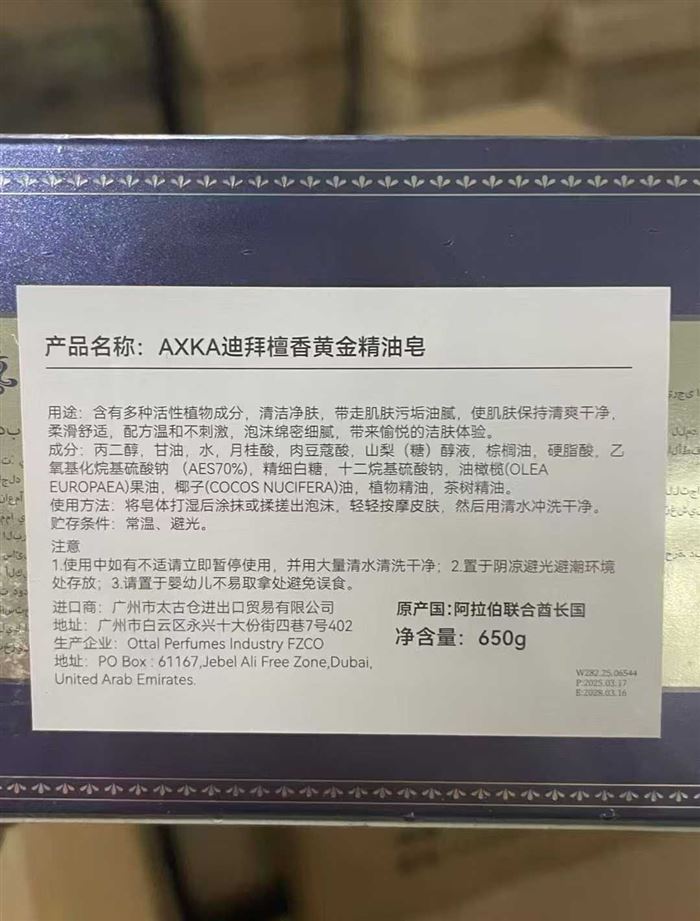 产品名称：AXKA迪拜檀香黄金精油皂
用途：含有多种活性植物成分，清洁净肤，带走肌肤污垢油腻，使肌肤保持清爽干净，
柔滑舒适，配方温和不刺激，泡沫绵密细腻，带来愉悦的洁肤体验。
成分：丙二醇，甘油，水，月桂酸，肉豆蔻酸，山梨（糖）醇液，棕榈油，硬脂酸，乙
氧基化烷基硫酸钠 （AES70%），精细白糖，十二烷基硫酸钠，油橄榄(OLEA
EUROPAEA)果油，椰子(COCOS NUCIFERA)油，植物精油，茶树精油。
使用方法：将皂体打湿后涂抹或揉搓出泡沫，轻轻按摩皮肤，然后用清水冲洗干净。
贮存条件：常温、避光。
注意
1.使用中如有不适请立即暂停使用，并用大量清水清洗干净；2.置于阴凉避光避潮环境
处存放；3.请置于婴幼儿不易取拿处避免误食。
进口商：广州市太古仓进出口贸易有限公司
地址：广州市白云区永兴十大份街四巷7号402
生产企业：Ottal Perfumes Industry FZCO
地址：PO Box : 61167,Jebel Ali Free Zone,Dubai,
United Arab Emirates.
原产国:阿拉伯联合酋长国
净含量：650g
W282.25.06544
P:2025.03.17
E:2028.03.16